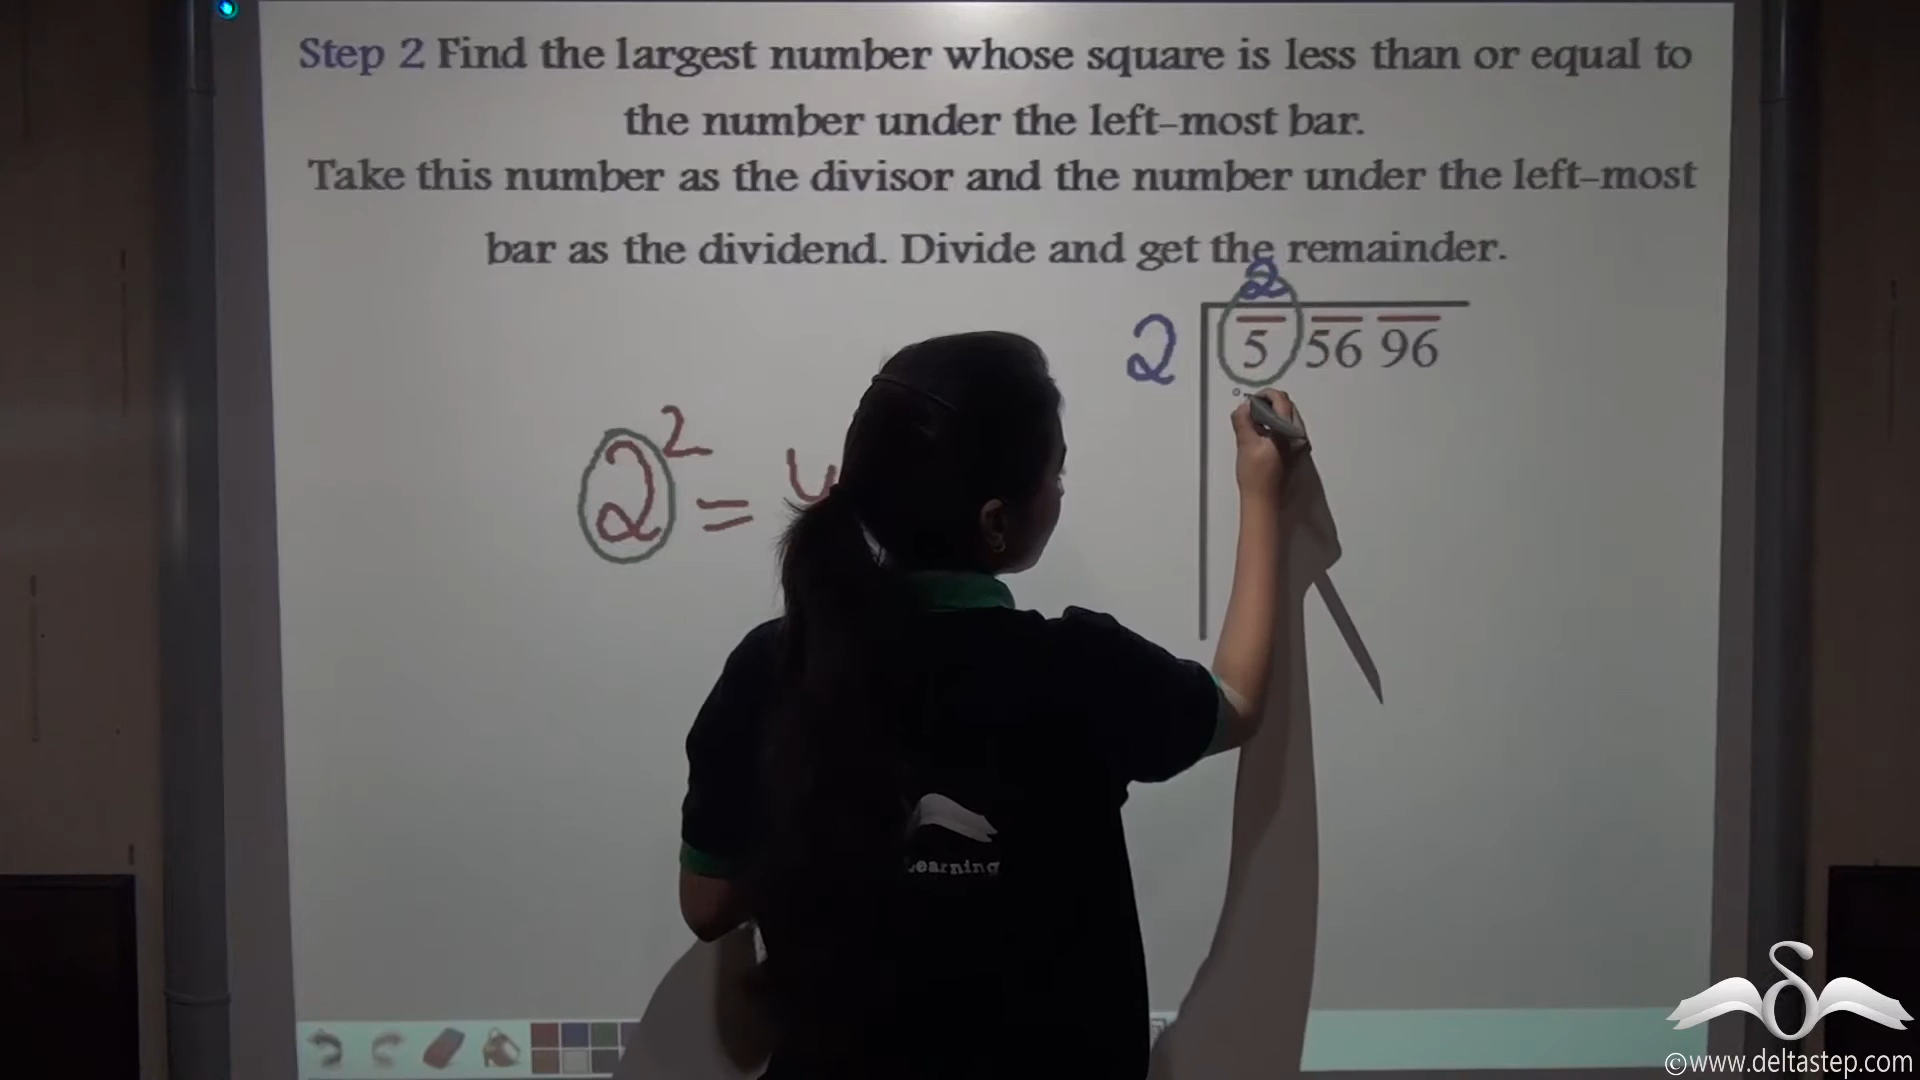 Step 2 Find the largest number whose square is less than or equal to
the number under the left-most bar.
Take this number as the divisor and the number under the left-most
bar as the dividend. Divide and get the remainder.
2
2 5 56 96
2² = 4
Learning
©www.deltastep.com